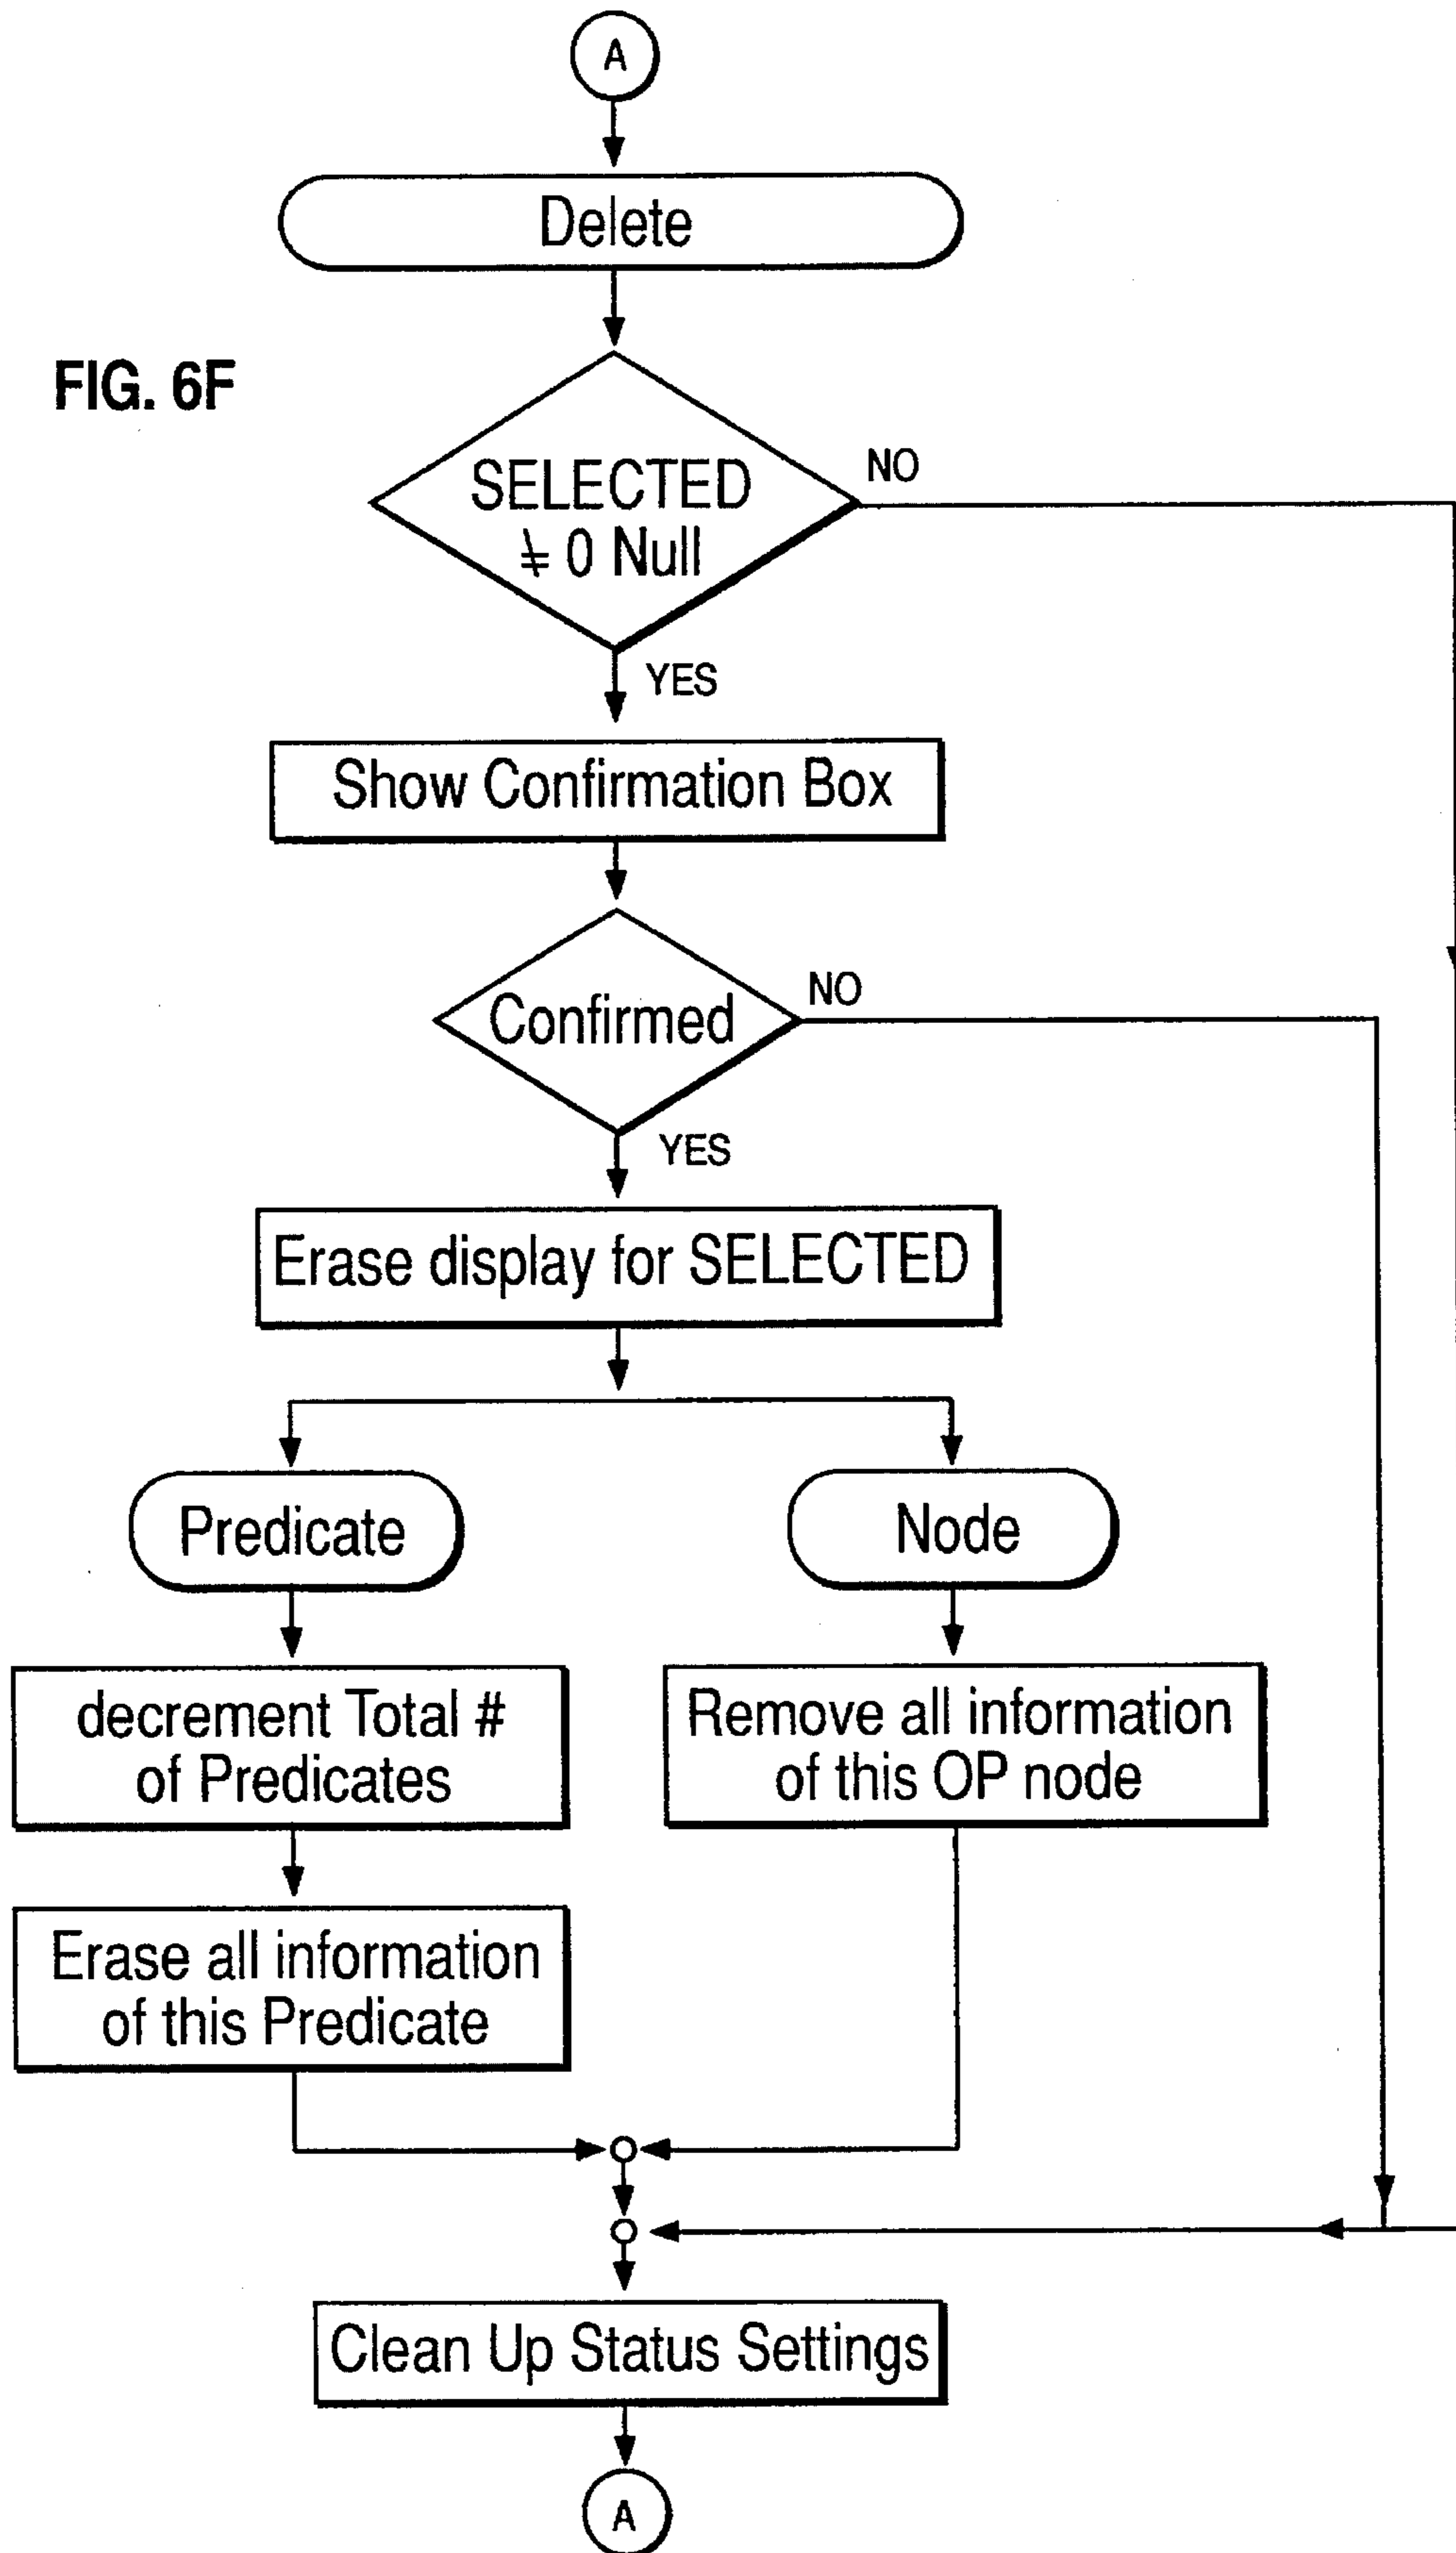 A
Delete
FIG. 6F
SELECTED
≠ 0 Null
NO
YES
Show Confirmation Box
Confirmed
NO
YES
Erase display for SELECTED
Predicate
Node
decrement Total #
of Predicates
Remove all information
of this OP node
Erase all information
of this Predicate
Clean Up Status Settings
A